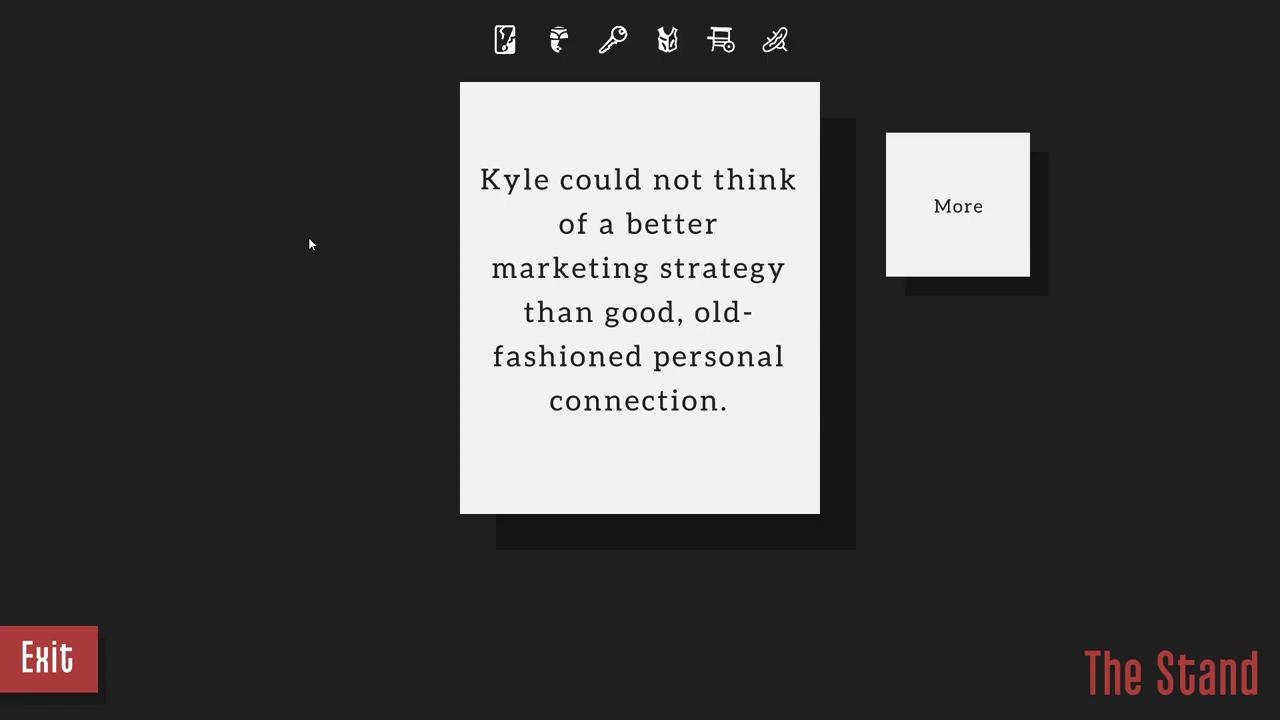 Kyle could not think
of a better
marketing strategy
than good, old-
fashioned personal
connection.
More
Exit
The Stand